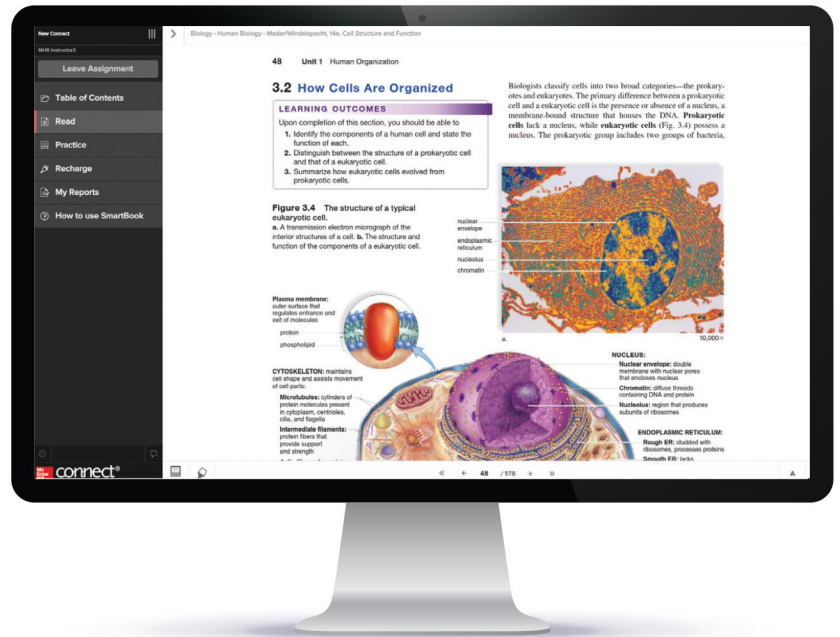 New Connect
MHR Instructor2
Leave Assignment
Table of Contents
Read
Practice
Recharge
My Reports
How to use SmartBook
Mc
Graw
Hill
connect®
Biology - Human Biology - Mader/Windelspecht, 14e, Cell Structure and Function
48 Unit 1 Human Organization
3.2 How Cells Are Organized
LEARNING OUTCOMES
Upon completion of this section, you should be able to
1. Identify the components of a human cell and state the
function of each.
2. Distinguish between the structure of a prokaryotic cell
and that of a eukaryotic cell.
3. Summarize how eukaryotic cells evolved from
prokaryotic cells.
Biologists classify cells into two broad categories—the prokary-
otes and eukaryotes. The primary difference between a prokaryotic
cell and a eukaryotic cell is the presence or absence of a nucleus, a
membrane-bound structure that houses the DNA. Prokaryotic
cells lack a nucleus, while eukaryotic cells (Fig. 3.4) possess a
nucleus. The prokaryotic group includes two groups of bacteria,
Figure 3.4 The structure of a typical
eukaryotic cell.
a. A transmission electron micrograph of the
interior structures of a cell. b. The structure and
function of the components of a eukaryotic cell.
nuclear
envelope
endoplasmic
reticulum
nucleolus
chromatin
a.
10,000×
Plasma membrane:
outer surface that
regulates entrance and
exit of molecules
protein
phospholipid
CYTOSKELETON: maintains
cell shape and assists movement
of cell parts:
Microtubules: cylinders of
protein molecules present
in cytoplasm, centrioles,
cilia, and flagella
Intermediate filaments:
protein fibers that
provide support
and strength
NUCLEUS:
Nuclear envelope: double
membrane with nuclear pores
that encloses nucleus
Chromatin: diffuse threads
containing DNA and protein
Nucleolus: region that produces
subunits of ribosomes
ENDOPLASMIC RETICULUM:
Rough ER: studded with
ribosomes, processes proteins
Smooth ER: lacks
48 / 578
A